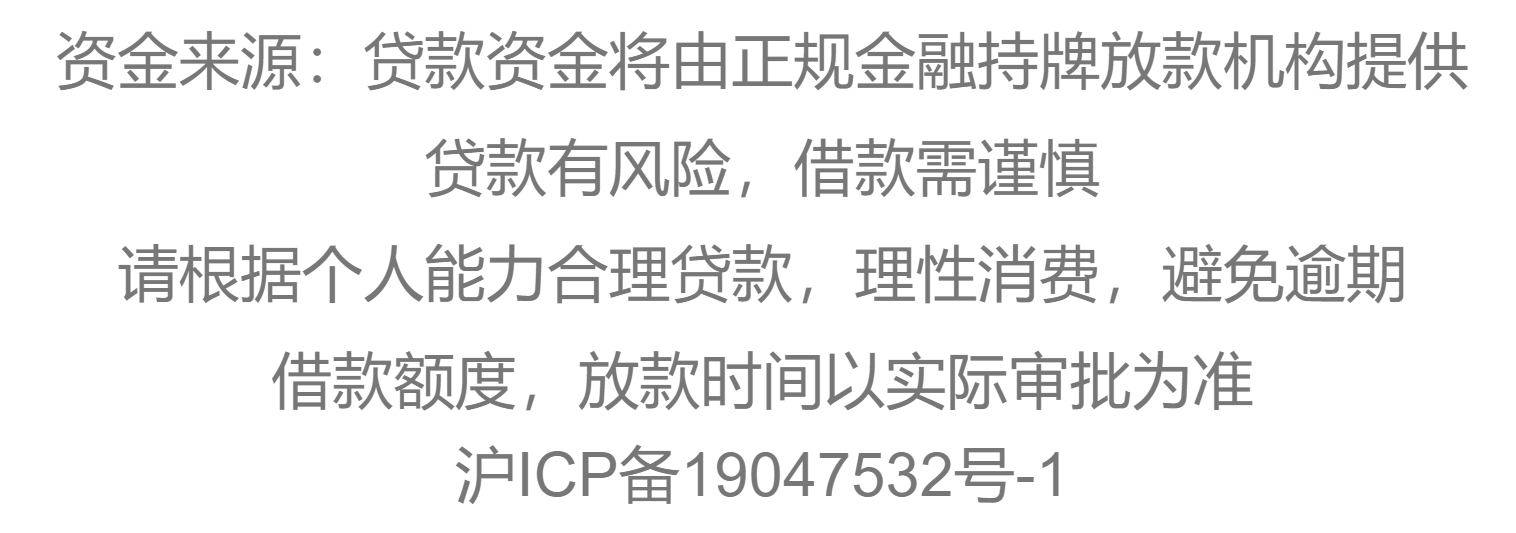 资金来源：贷款资金将由正规金融持牌放款机构提供
贷款有风险，借款需谨慎
请根据个人能力合理贷款，理性消费，避免逾期
借款额度，放款时间以实际审批为准
沪ICP备19047532号-1